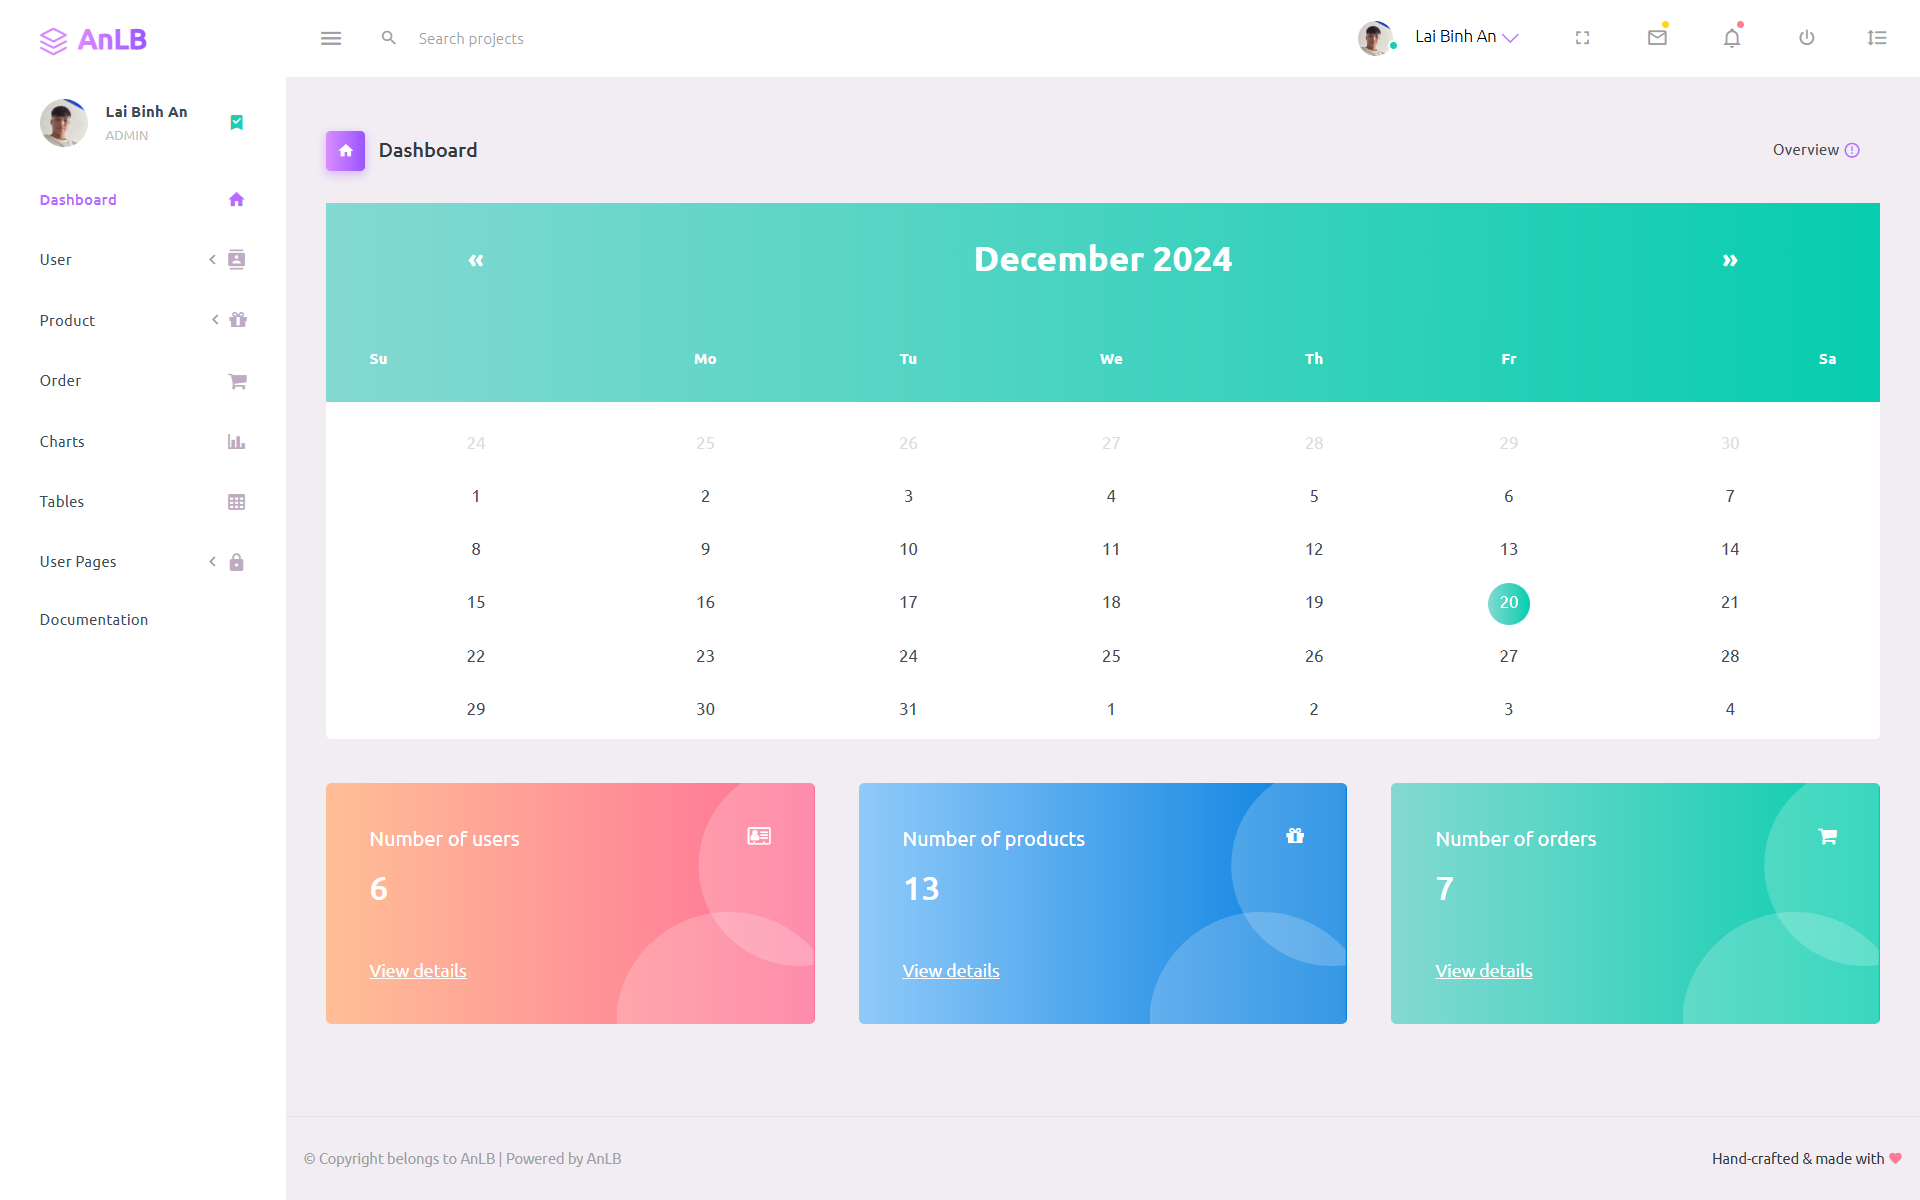 AnLB
Search projects
Lai Binh An
Lai Binh An
ADMIN
Dashboard
User
Product
Order
Charts
Tables
User Pages
Documentation
Dashboard
Overview
« December 2024 »
Su Mo Tu We Th Fr Sa
24 25 26 27 28 29 30
1 2 3 4 5 6 7
8 9 10 11 12 13 14
15 16 17 18 19 20 21
22 23 24 25 26 27 28
29 30 31 1 2 3 4
Number of users
6
View details
Number of products
13
View details
Number of orders
7
View details
© Copyright belongs to AnLB | Powered by AnLB
Hand-crafted & made with